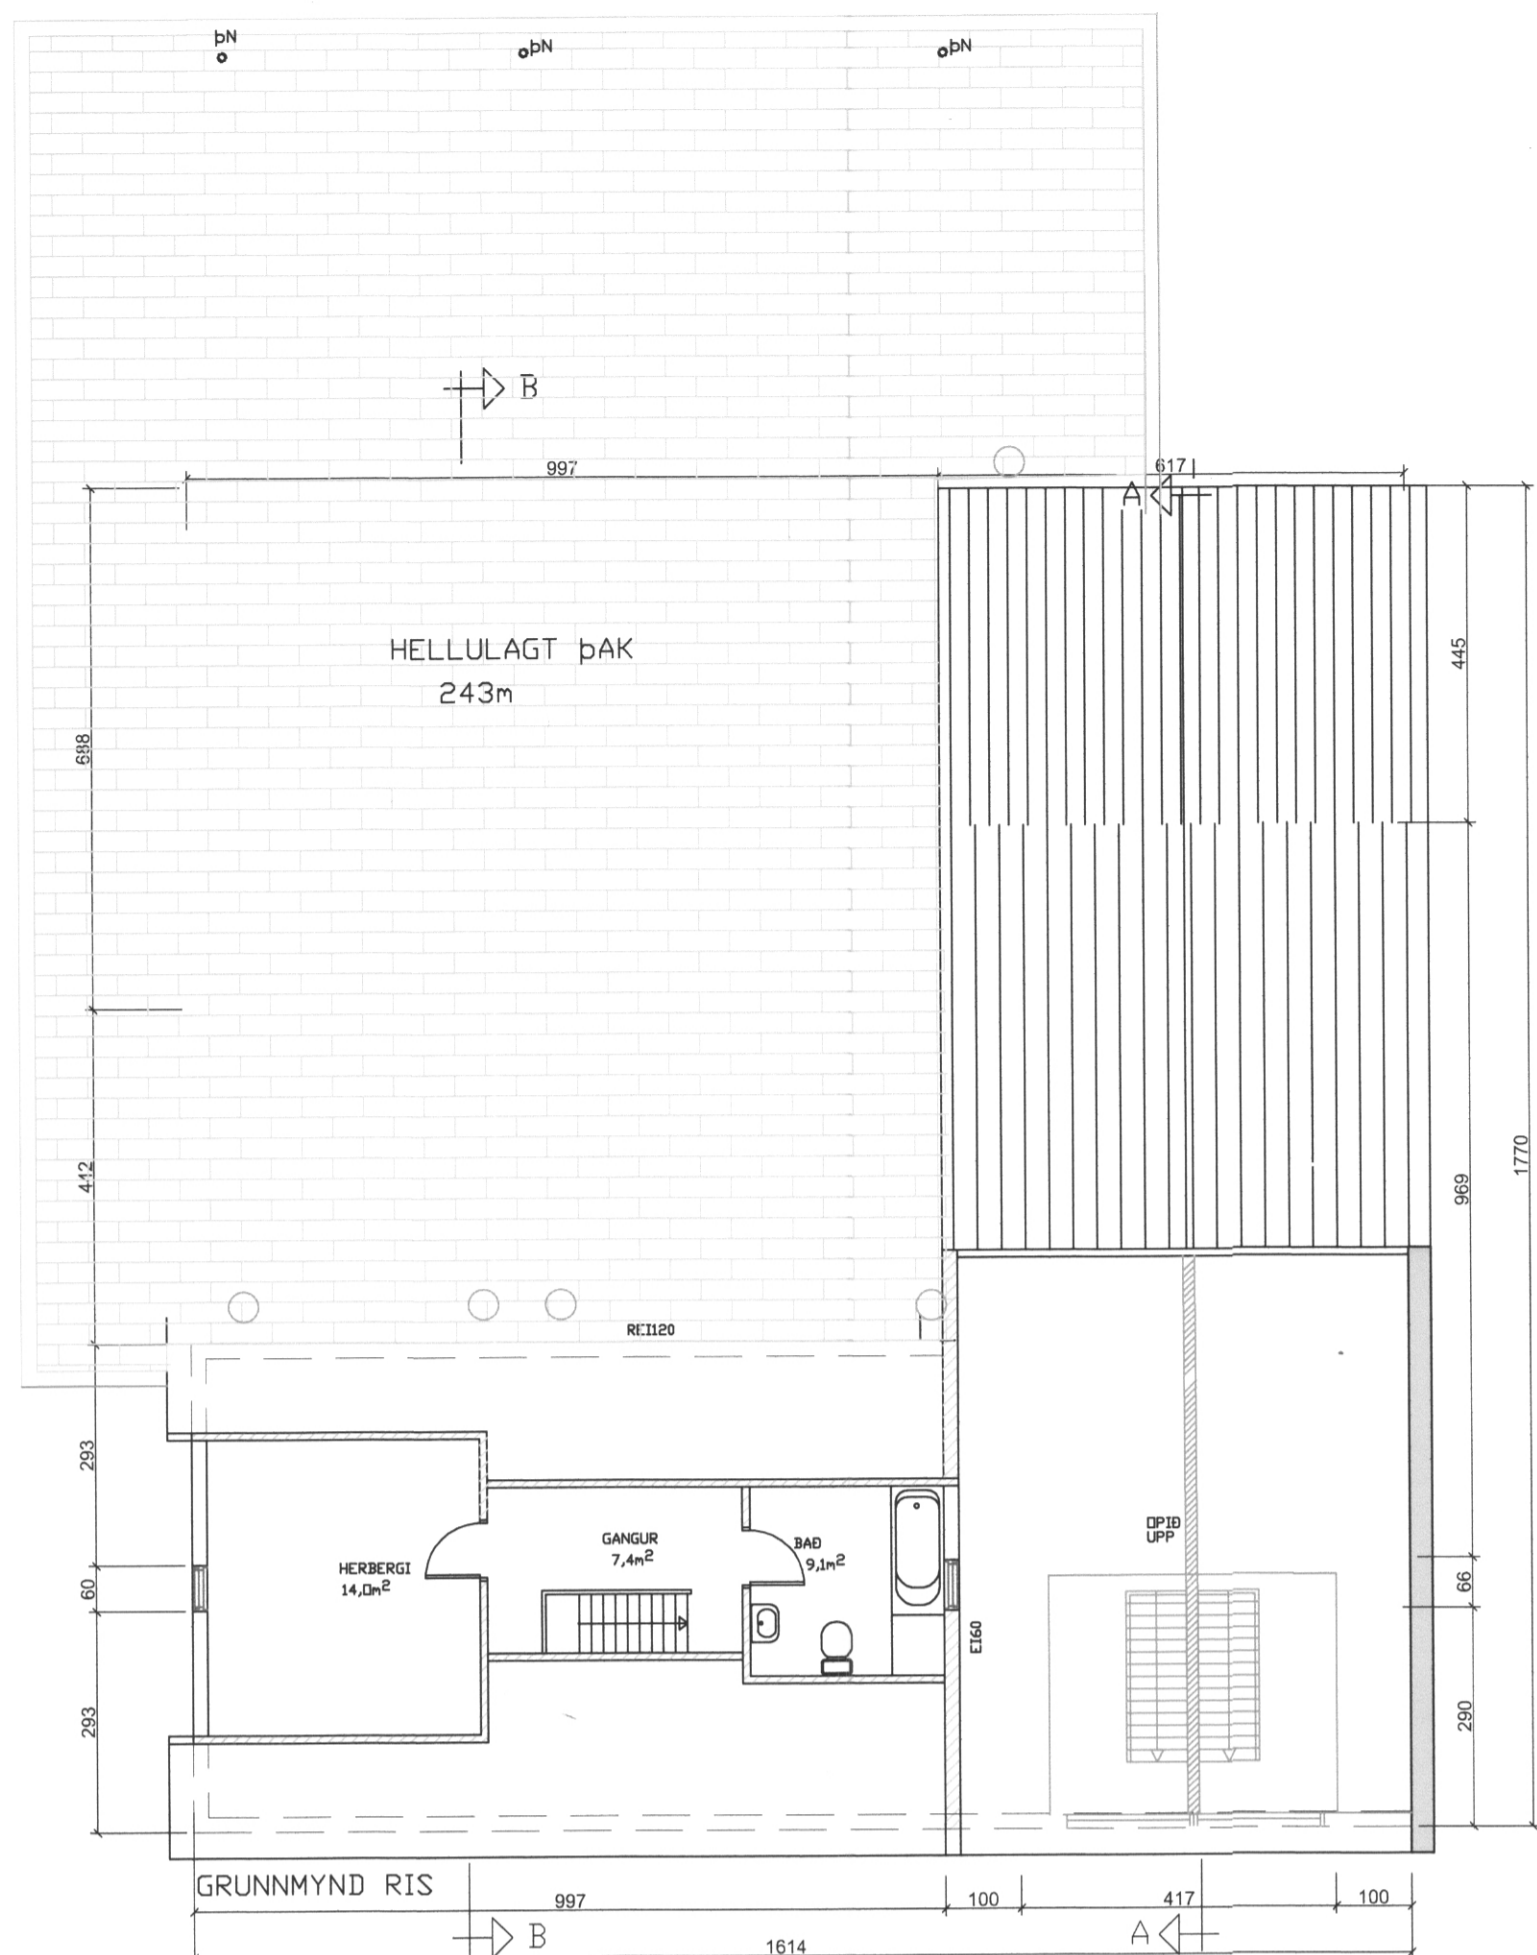 þN
þN
þN
B
997
617
A
HELLULAGT þAK
243m
445
688
1770
442
969
REI120
293
OPIÐ
UPP
GANGUR
7,4m²
BAÐ
9,1m²
HERBERGI
14,0m²
60
66
EI60
293
290
GRUNNMYND RIS
997
100
417
100
B
A
1614